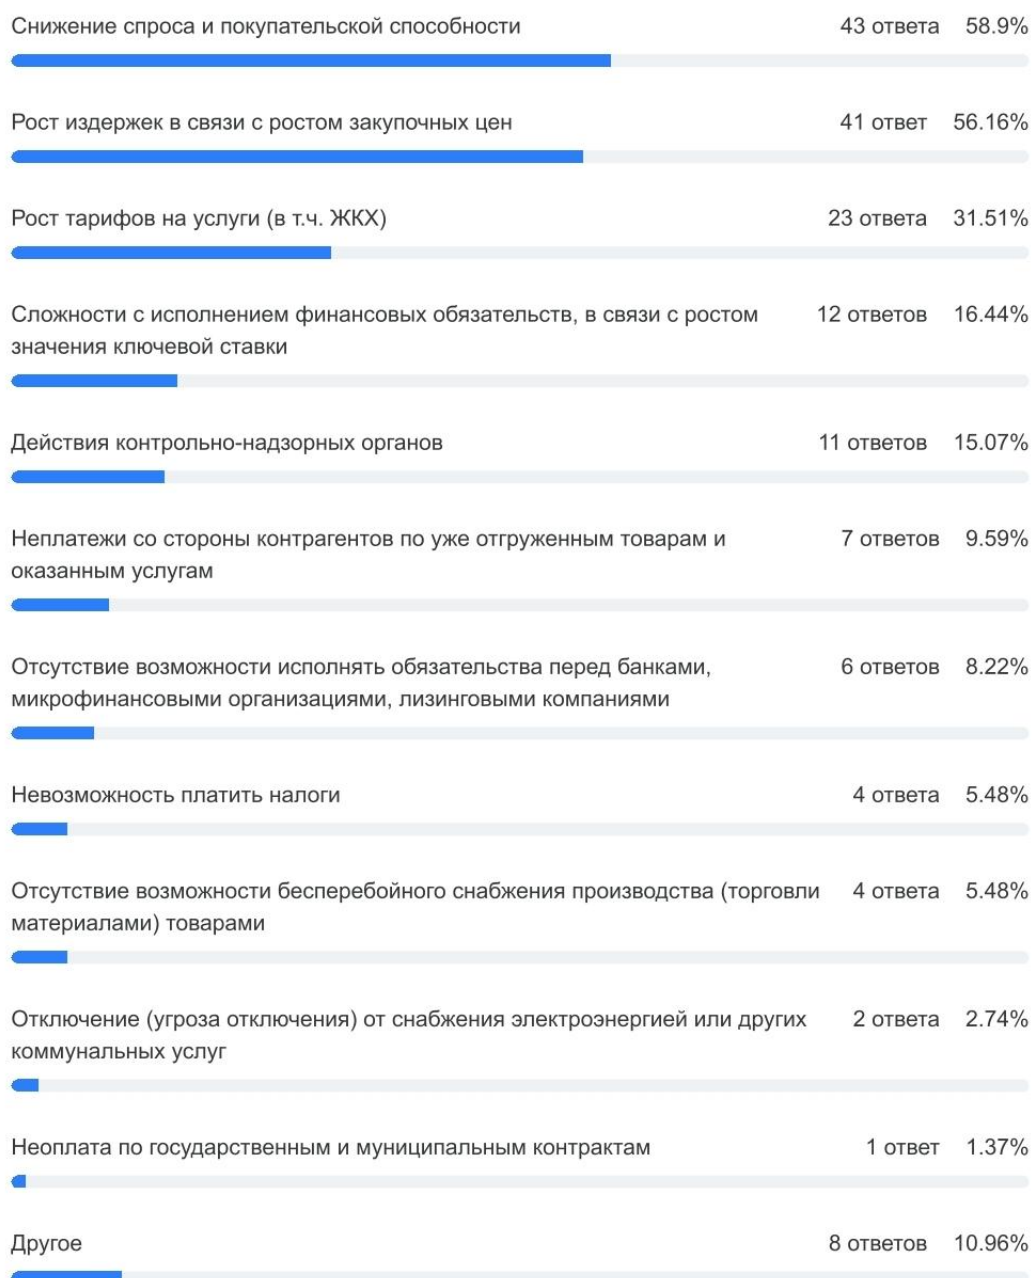 Снижение спроса и покупательской способности 43 ответа 58.9%
Рост издержек в связи с ростом закупочных цен 41 ответ 56.16%
Рост тарифов на услуги (в т.ч. ЖКХ) 23 ответа 31.51%
Сложности с исполнением финансовых обязательств, в связи с ростом 12 ответов 16.44%
значения ключевой ставки
Действия контрольно-надзорных органов 11 ответов 15.07%
Неплатежи со стороны контрагентов по уже отгруженным товарам и 7 ответов 9.59%
оказанным услугам
Отсутствие возможности исполнять обязательства перед банками, 6 ответов 8.22%
микрофинансовыми организациями, лизинговыми компаниями
Невозможность платить налоги 4 ответа 5.48%
Отсутствие возможности бесперебойного снабжения производства (торговли 4 ответа 5.48%
материалами) товарами
Отключение (угроза отключения) от снабжения электроэнергией или других 2 ответа 2.74%
коммунальных услуг
Неоплата по государственным и муниципальным контрактам 1 ответ 1.37%
Другое 8 ответов 10.96%